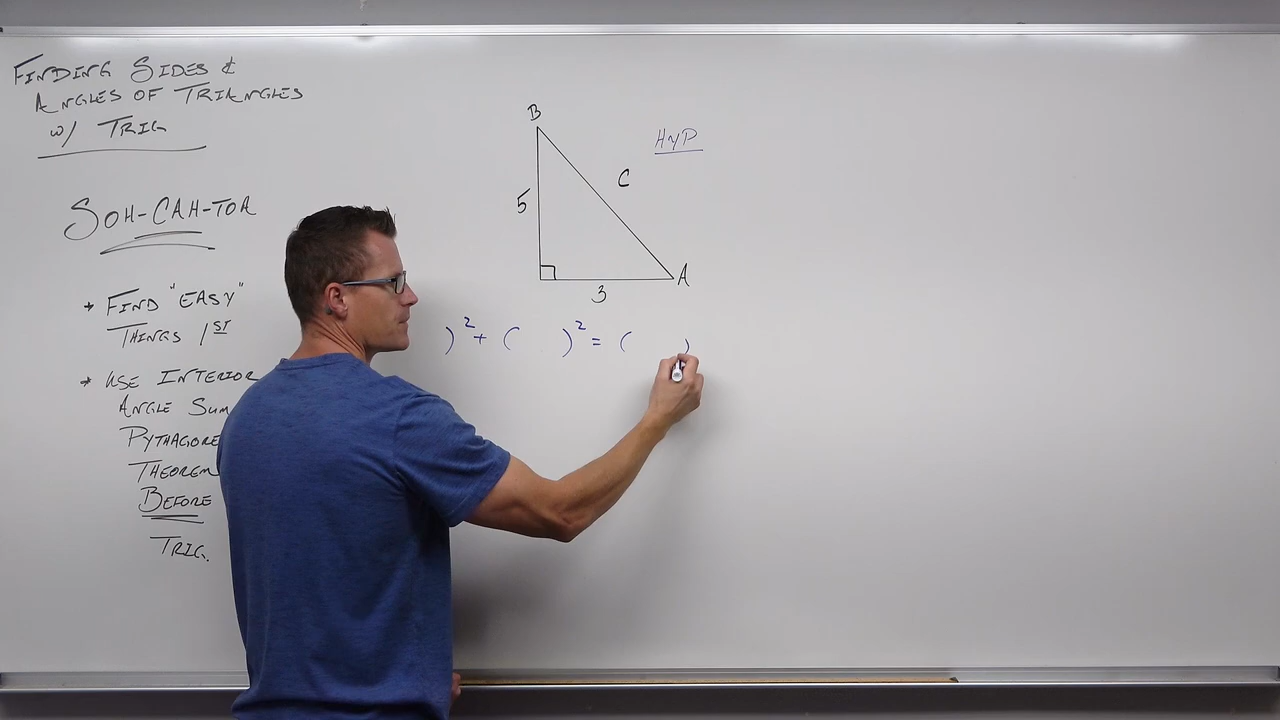 FINDING SIDES &
ANGLES OF TRIANGLES
w/ TRIG
SOH-CAH-TOA
* FIND "EASY"
THINGS 1ST
* USE INTERIOR
ANGLE SUM
THEOREM
BEFORE
TRIG.
B
HYP
C
5
A
3
)² + ( )² = ( )